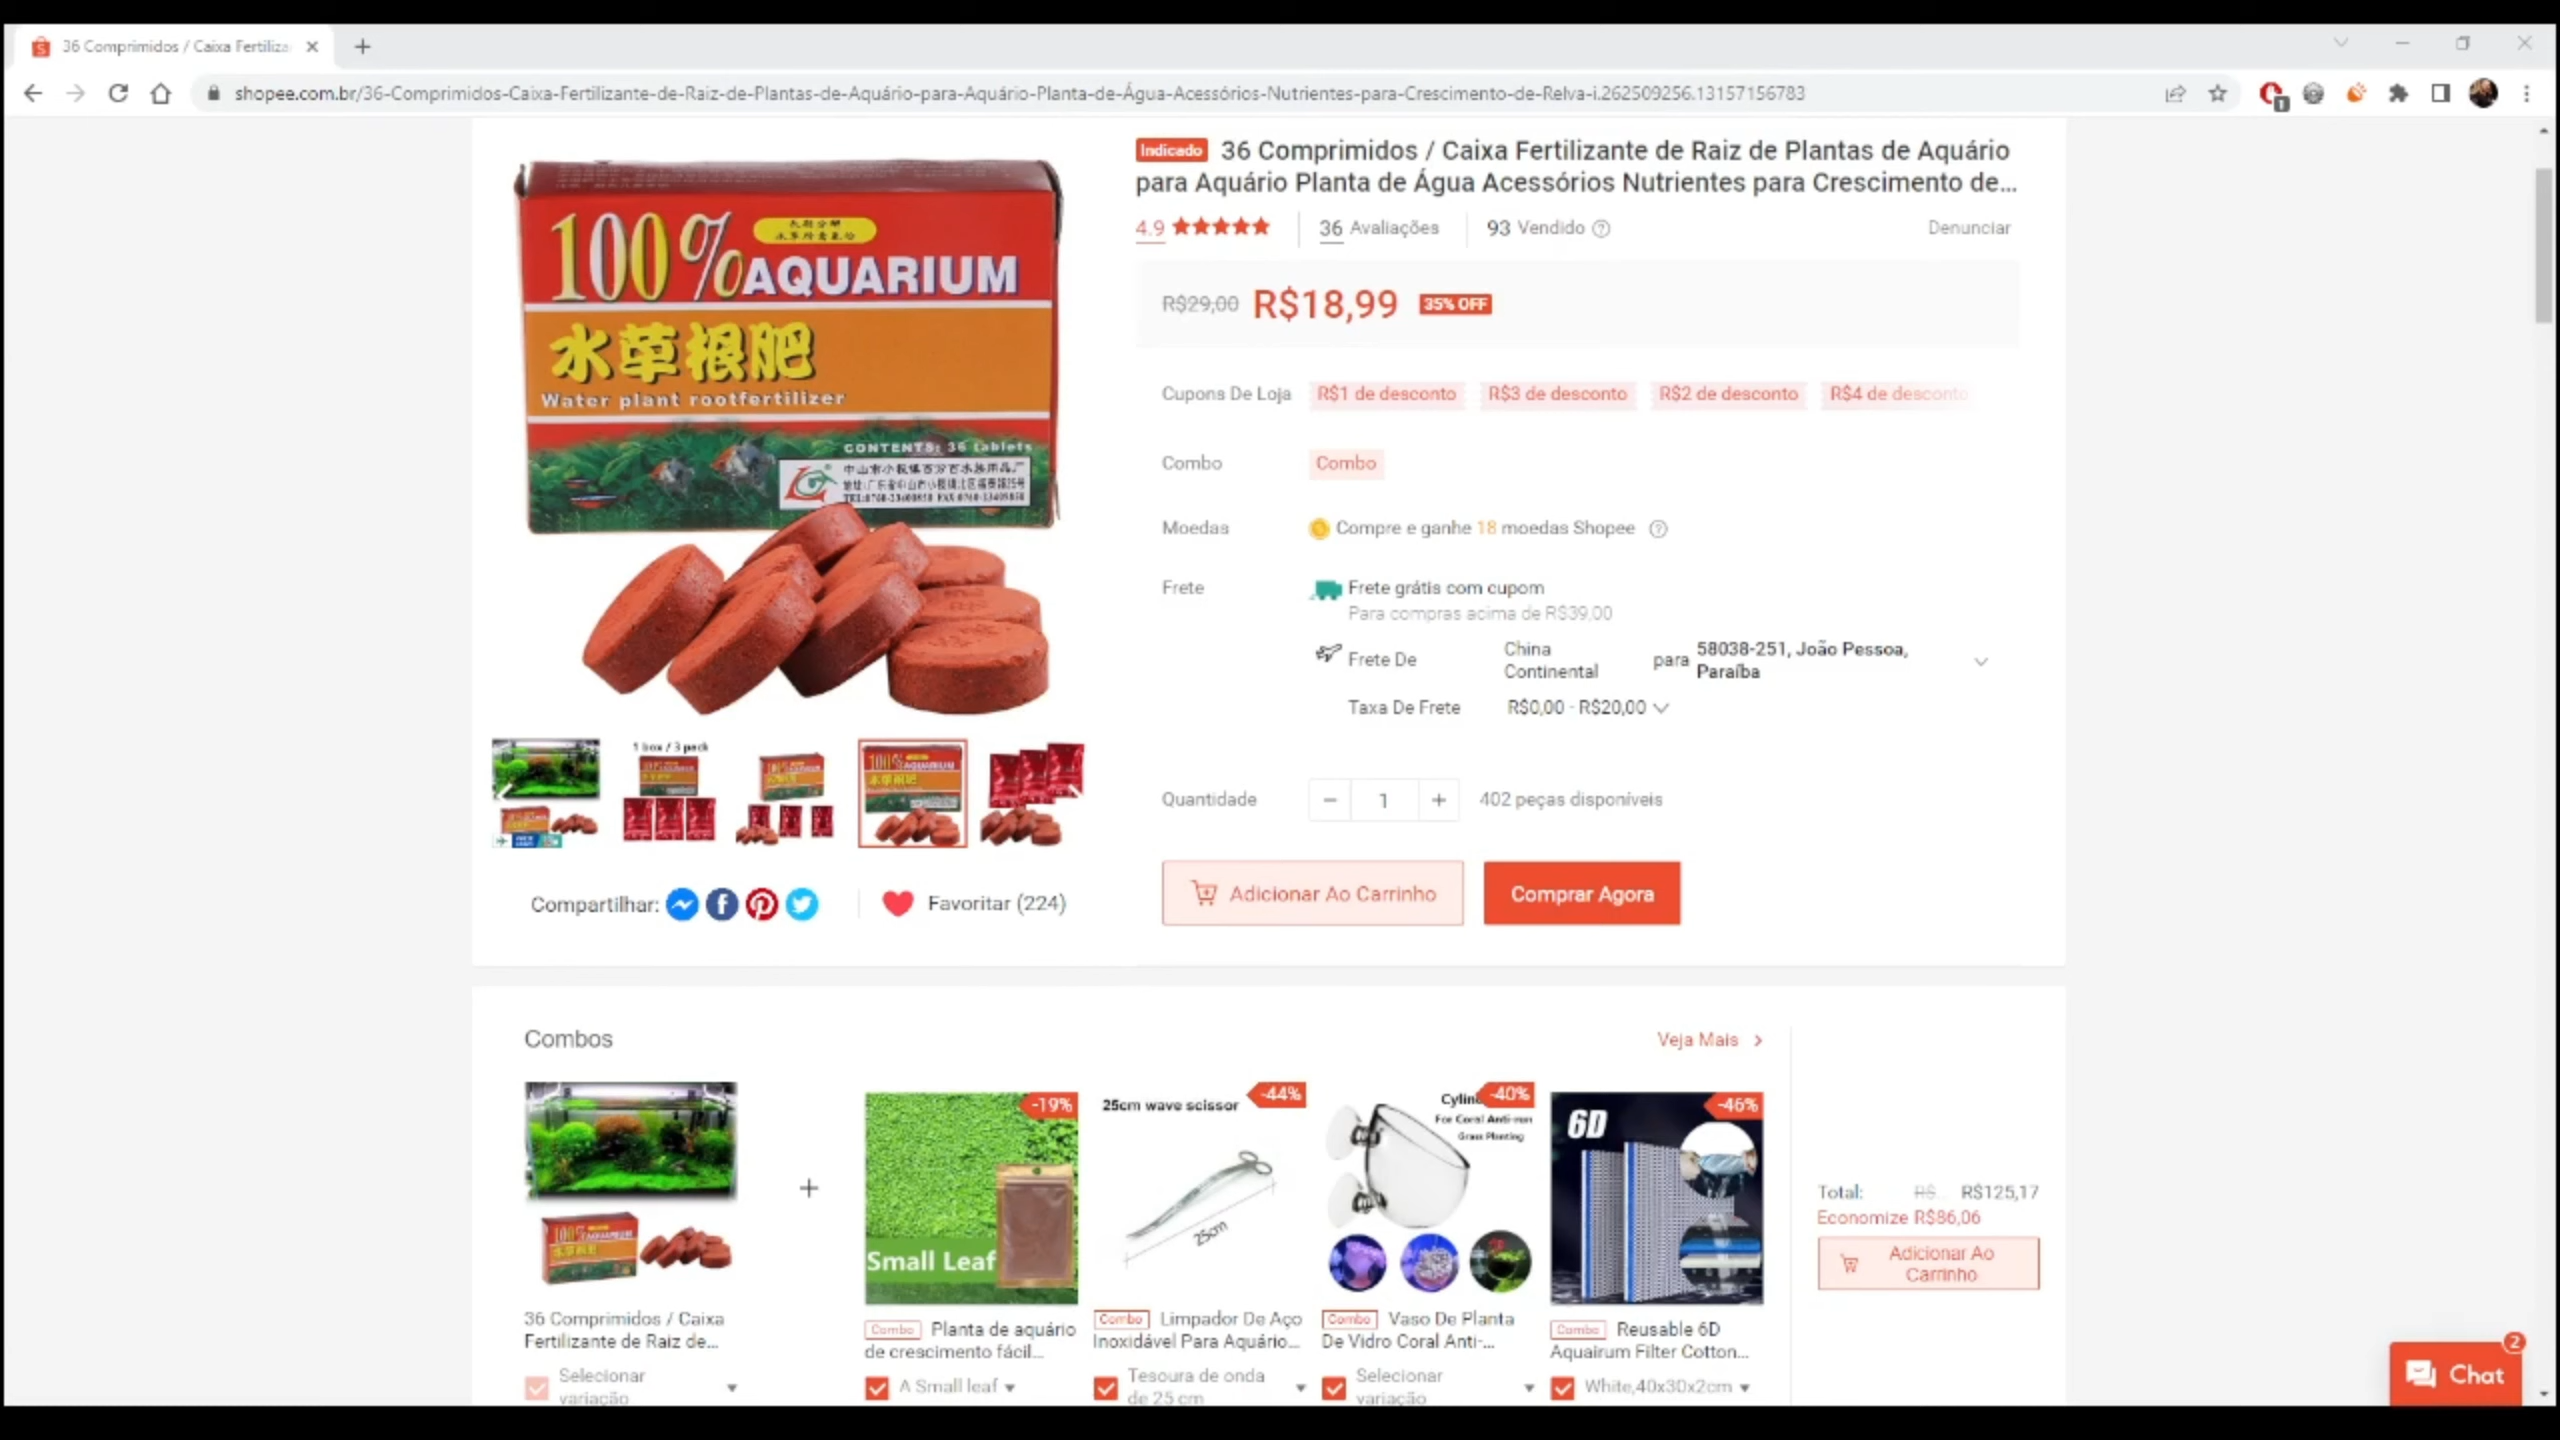 36 Comprimidos / Caixa Fertiliza
shopee.com.br/36-Comprimidos-Caixa-Fertilizante-de-Raiz-de-Plantas-de-Aquário-para-Aquário-Planta-de-Água-Acessórios-Nutrientes-para-Crescimento-de-Relva-i.262509256.13157156783
100%AQUARIUM
水草根肥
Water plant rootfertilizer
CONTENTS: 36 tablets
Indicado 36 Comprimidos / Caixa Fertilizante de Raiz de Plantas de Aquário
para Aquário Planta de Água Acessórios Nutrientes para Crescimento de...
4.9 36 Avaliações 93 Vendido Denunciar
R$29,00 R$18,99 35% OFF
Cupons De Loja R$1 de desconto R$3 de desconto R$2 de desconto R$4 de desconto
Combo Combo
Moedas Compre e ganhe 18 moedas Shopee
Frete Frete grátis com cupom
Para compras acima de R$39,00
Frete De China Continental para 58038-251, João Pessoa, Paraíba
Taxa De Frete R$0,00 - R$20,00
Quantidade − 1 + 402 peças disponíveis
Adicionar Ao Carrinho Comprar Agora
1 box / 3 pack
Compartilhar: Favoritar (224)
Combos Veja Mais
36 Comprimidos / Caixa
Fertilizante de Raiz de...
Selecionar
variação
+
-19%
Small Leaf
Combo Planta de aquário
de crescimento fácil...
A Small leaf
25cm wave scissor -44%
25cm
Combo Limpador De Aço
Inoxidável Para Aquário...
Tesoura de onda
de 25 cm
-40%
For Coral Anti-run
Grass Planting
Combo Vaso De Planta
De Vidro Coral Anti-...
Selecionar
variação
6D -46%
Combo Reusable 6D
Aquairum Filter Cotton...
White,40x30x2cm
Total: R$... R$125,17
Economize R$86,06
Adicionar Ao
Carrinho
Chat 2